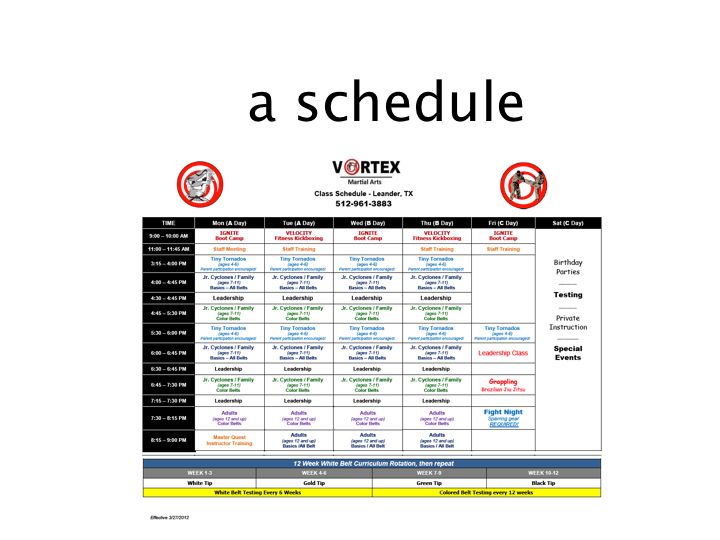 a schedule
VORTEX
Martial Arts
Class Schedule - Leander, TX
512-961-3883
TIME Mon (A Day) Tue (A Day) Wed (B Day) Thu (B Day) Fri (C Day) Sat (C Day)
9:00 – 10:00 AM IGNITE VELOCITY IGNITE VELOCITY IGNITE
Boot Camp Fitness Kickboxing Boot Camp Fitness Kickboxing Boot Camp
11:00 – 11:45 AM Staff Meeting Staff Training Staff Training Staff Training
3:15 – 4:00 PM Tiny Tornados Tiny Tornados Tiny Tornados Tiny Tornados
(ages 4-6) (ages 4-6) (ages 4-6) (ages 4-6)
Parent participation encouraged! Parent participation encouraged! Parent participation encouraged! Parent participation encouraged!
Birthday
Parties
4:00 – 4:45 PM Jr. Cyclones / Family Jr. Cyclones / Family Jr. Cyclones / Family Jr. Cyclones / Family
(ages 7-11) (ages 7-11) (ages 7-11) (ages 7-11)
Basics – All Belts Basics – All Belts Basics – All Belts Basics – All Belts
4:30 – 4:45 PM Leadership Leadership Leadership Leadership
Testing
4:45 – 5:30 PM Jr. Cyclones / Family Jr. Cyclones / Family Jr. Cyclones / Family Jr. Cyclones / Family
(ages 7-11) (ages 7-11) (ages 7-11) (ages 7-11)
Color Belts Color Belts Color Belts Color Belts
Private
Instruction
5:30 – 6:00 PM Tiny Tornados Tiny Tornados Tiny Tornados Tiny Tornados Tiny Tornados
(ages 4-6) (ages 4-6) (ages 4-6) (ages 4-6) (ages 4-6)
Parent participation encouraged! Parent participation encouraged! Parent participation encouraged! Parent participation encouraged! Parent participation encouraged!
Special
Events
6:00 – 6:45 PM Jr. Cyclones / Family Jr. Cyclones / Family Jr. Cyclones / Family Jr. Cyclones / Family Leadership Class
(ages 7-11) (ages 7-11) (ages 7-11) (ages 7-11)
Basics – All Belts Basics – All Belts Basics – All Belts Basics – All Belts
6:30 – 6:45 PM Leadership Leadership Leadership Leadership
6:45 – 7:30 PM Jr. Cyclones / Family Jr. Cyclones / Family Jr. Cyclones / Family Jr. Cyclones / Family Grappling
(ages 7-11) (ages 7-11) (ages 7-11) (ages 7-11) Brazilian Jiu Jitsu
Color Belts Color Belts Color Belts Color Belts
7:15 – 7:30 PM Leadership Leadership Leadership Leadership
7:30 – 8:15 PM Adults Adults Adults Adults Fight Night
(ages 12 and up) (ages 12 and up) (ages 12 and up) (ages 12 and up) Sparring gear
Color Belts Color Belts Color Belts Color Belts REQUIRED!
8:15 – 9:00 PM Master Quest Adults Adults Adults
Instructor Training (ages 12 and up) (ages 12 and up) (ages 12 and up)
Basics /All Belt Basics /All Belt Basics /All Belt
12 Week White Belt Curriculum Rotation, then repeat
WEEK 1-3 WEEK 4-6 WEEK 7-9 WEEK 10-12
White Tip Gold Tip Green Tip Black Tip
White Belt Testing Every 6 Weeks Colored Belt Testing every 12 weeks
Effective 3/27/2012